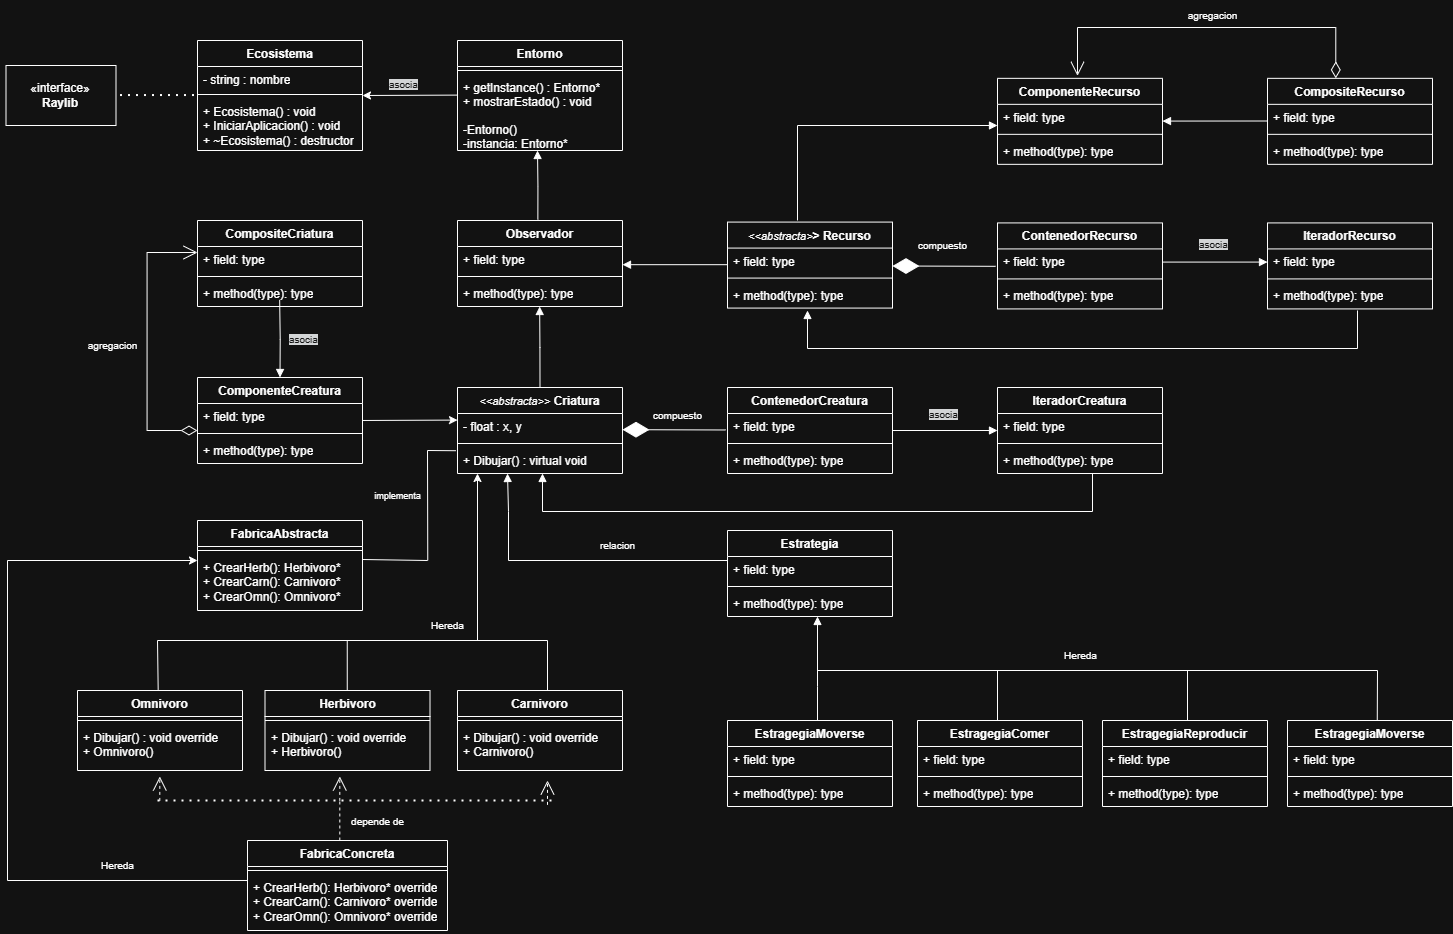 agregacion
«interface»
Raylib
Ecosistema
- string : nombre
+ Ecosistema() : void
+ IniciarAplicacion() : void
+ ~Ecosistema() : destructor
asocia
Entorno
+ getInstance() : Entorno*
+ mostrarEstado() : void
-Entorno()
-instancia: Entorno*
ComponenteRecurso
+ field: type
+ method(type): type
CompositeRecurso
+ field: type
+ method(type): type
CompositeCriatura
+ field: type
+ method(type): type
Observador
+ field: type
+ method(type): type
<<abstracta>> Recurso
+ field: type
+ method(type): type
compuesto
ContenedorRecurso
+ field: type
+ method(type): type
asocia
IteradorRecurso
+ field: type
+ method(type): type
agregacion
asocia
ComponenteCreatura
+ field: type
+ method(type): type
<<abstracta>> Criatura
- float : x, y
+ Dibujar() : virtual void
compuesto
ContenedorCreatura
+ field: type
+ method(type): type
asocia
IteradorCreatura
+ field: type
+ method(type): type
implementa
FabricaAbstracta
+ CrearHerb(): Herbivoro*
+ CrearCarn(): Carnivoro*
+ CrearOmn(): Omnivoro*
relacion
Estrategia
+ field: type
+ method(type): type
Hereda
Hereda
Omnivoro
+ Dibujar() : void override
+ Omnivoro()
Herbivoro
+ Dibujar() : void override
+ Herbivoro()
Carnivoro
+ Dibujar() : void override
+ Carnivoro()
EstragegiaMoverse
+ field: type
+ method(type): type
EstragegiaComer
+ field: type
+ method(type): type
EstragegiaReproducir
+ field: type
+ method(type): type
EstragegiaMoverse
+ field: type
+ method(type): type
depende de
Hereda
FabricaConcreta
+ CrearHerb(): Herbivoro* override
+ CrearCarn(): Carnivoro* override
+ CrearOmn(): Omnivoro* override